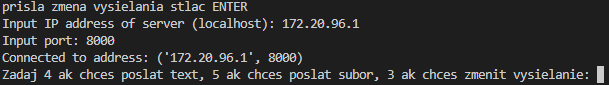 prisla zmena vysielania stlac ENTER
Input IP address of server (localhost): 172.20.96.1
Input port: 8000
Connected to address: ('172.20.96.1', 8000)
Zadaj 4 ak chces poslat text, 5 ak chces poslat subor, 3 ak chces zmenit vysielanie: